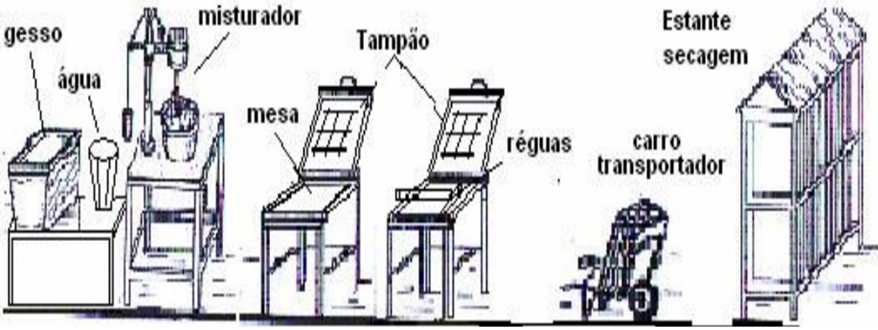 gesso
água
misturador
mesa
Tampão
réguas
carro
transportador
Estante
secagem